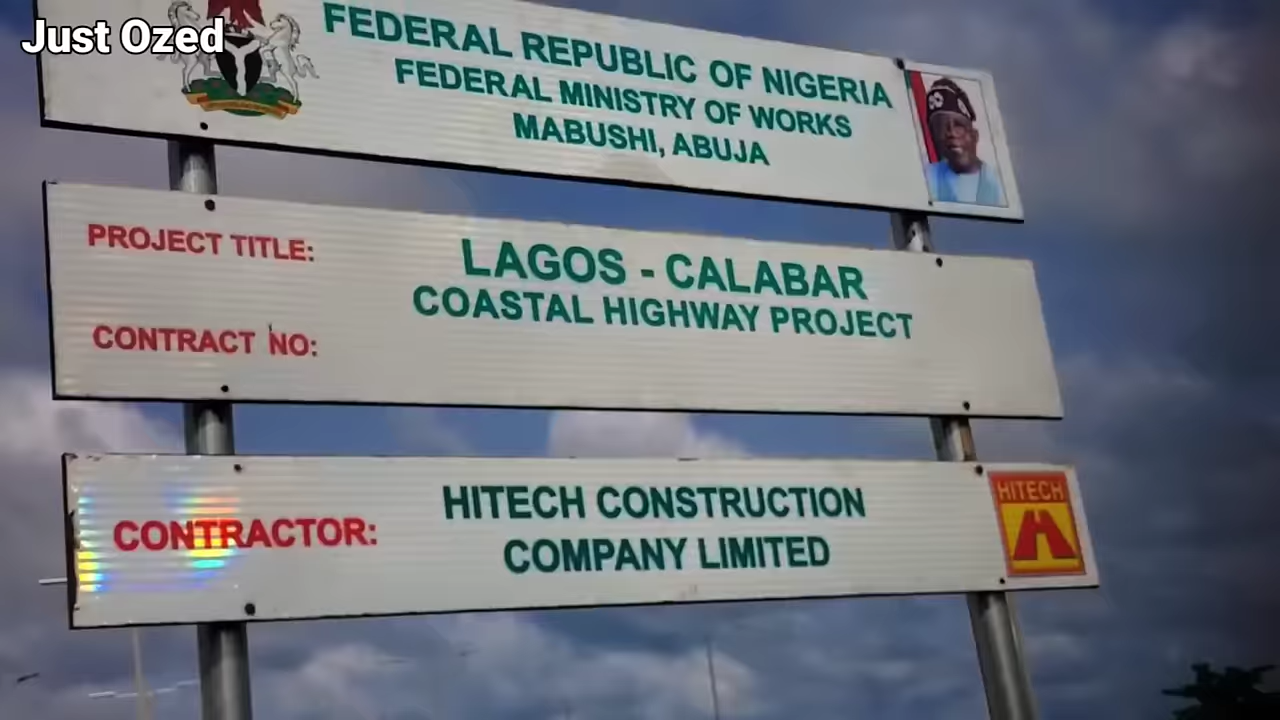 Just Ozed
FEDERAL REPUBLIC OF NIGERIA
FEDERAL MINISTRY OF WORKS
MABUSHI, ABUJA
PROJECT TITLE:
LAGOS - CALABAR
COASTAL HIGHWAY PROJECT
CONTRACT NO:
CONTRACTOR:
HITECH CONSTRUCTION
COMPANY LIMITED
HITECH